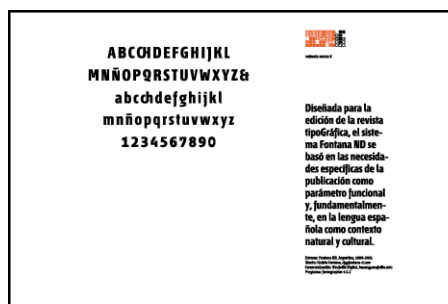 ABCCHDEFGHIJKL
MNÑOPQRSTUVWXYZ&
abcchdefghijkl
mnñopqrstuvwxyz
1234567890
Diseñada para la
edición de la revista
tipoGráfica, el siste-
ma Fontana ND se
basó en las necesida-
des específicas de la
publicación como
parámetro funcional
y, fundamentalmen-
te, en la lengua espa-
ñola como contexto
natural y cultural.